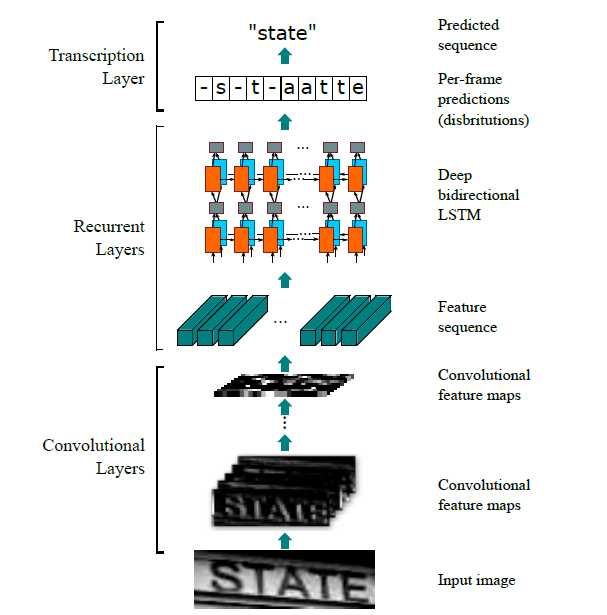 "state"
Predicted
sequence
Transcription
Layer
-s-t-aatte
Per-frame
predictions
(disbritutions)
...
...
Deep
bidirectional
LSTM
...
Recurrent
Layers
...
...
Feature
sequence
Convolutional
feature maps
Convolutional
Layers
STATE
Convolutional
feature maps
STATE
Input image